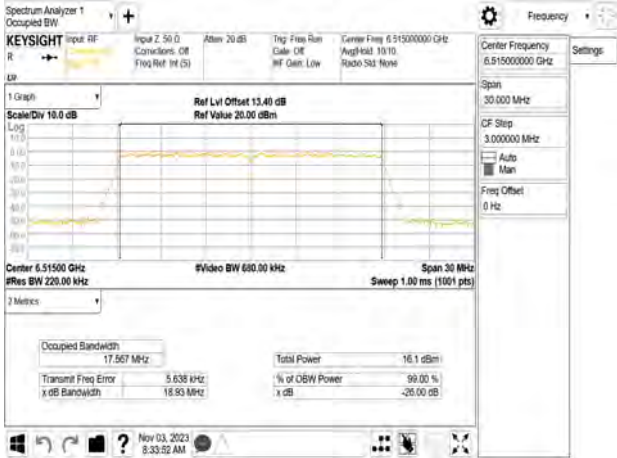 Spectrum Analyzer 1
Occupied BW
Frequency
Settings
KEYSIGHT Input: RF
R
Input Z: 50 Ω
Corrections: Off
Freq Ref: Int (S)
Atten: 20 dB
Trig: Free Run
Gate: Off
#IF Gain: Low
Center Freq: 6.515000000 GHz
Avg|Hold: 10/10
Radio Std: None
Center Frequency
6.515000000 GHz
Span
30.000 MHz
CF Step
3.000000 MHz
Auto
Man
Freq Offset
0 Hz
1 Graph
Scale/Div 10.0 dB
Ref Lvl Offset 13.40 dB
Ref Value 20.00 dBm
Log
10.0
0.00
Center 6.51500 GHz
#Res BW 220.00 kHz
#Video BW 680.00 kHz
Span 30 MHz
Sweep 1.00 ms (1001 pts)
2 Metrics
Occupied Bandwidth
17.567 MHz
Total Power 16.1 dBm
Transmit Freq Error 5.638 kHz
% of OBW Power 99.00 %
x dB Bandwidth 18.93 MHz
x dB -26.00 dB
Nov 03, 2023
8:33:52 AM